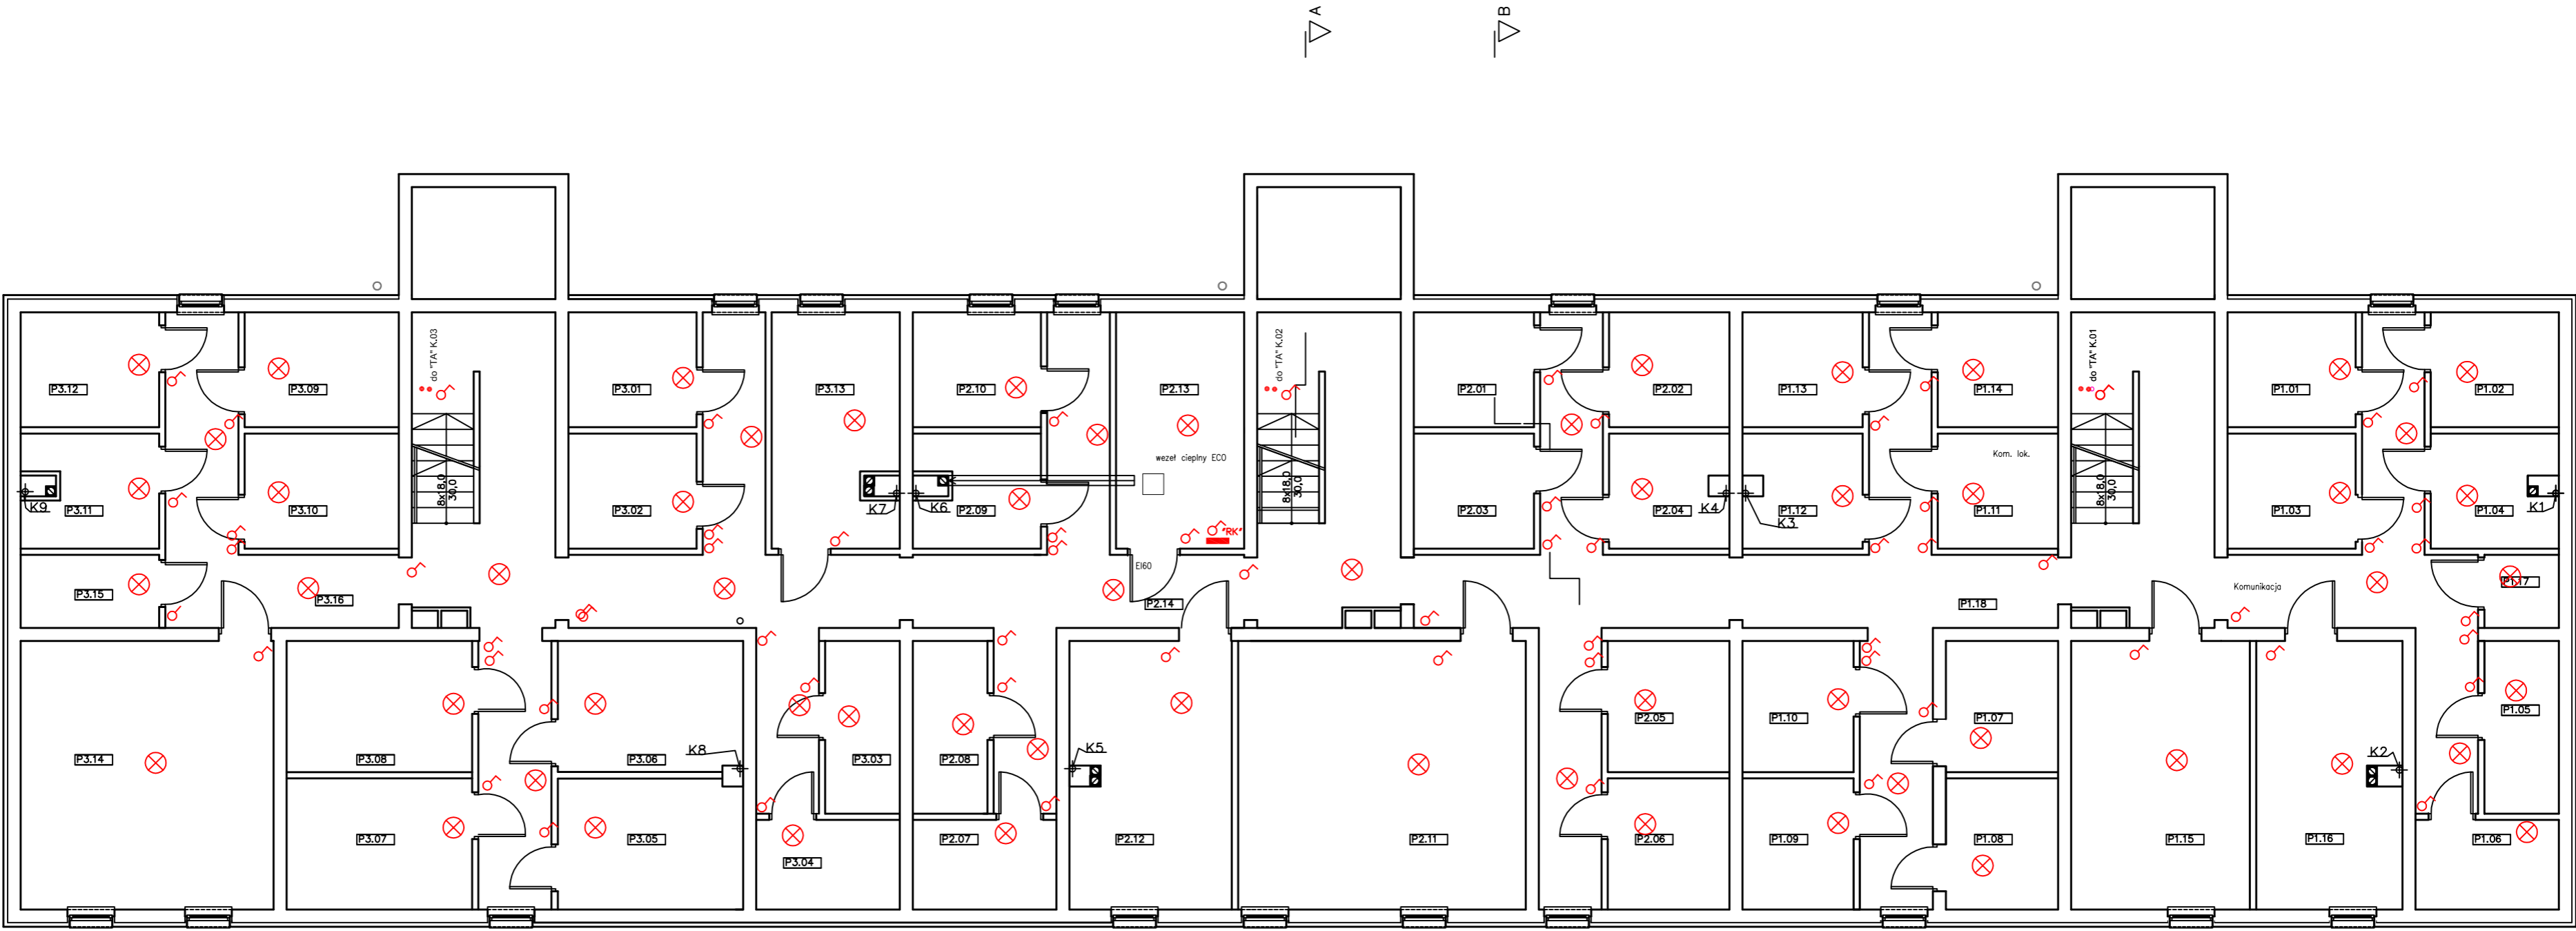 A
B
do "TA" K.03
do "TA" K.02
do "TA" K.01
P3.12
P3.09
P3.01
P3.13
P2.10
P2.13
P2.01
P2.02
P1.13
P1.14
P1.01
P1.02
węzeł cieplny ECO
Kom. lok.
8x18,0
30,0
8x18,0
30,0
8x18,0
30,0
K9
P3.11
P3.10
P3.02
K7
K6
P2.09
P2.03
P2.04
K4
K3
P1.12
P1.11
P1.03
P1.04
K1
"RK"
EI60
P3.15
P3.16
P2.14
P1.18
Komunikacja
P1.17
P3.14
P3.08
P3.06
K8
P3.03
P2.08
K5
P2.05
P1.10
P1.07
K2
P1.05
P3.07
P3.05
P3.04
P2.07
P2.12
P2.11
P2.06
P1.09
P1.08
P1.15
P1.16
P1.06